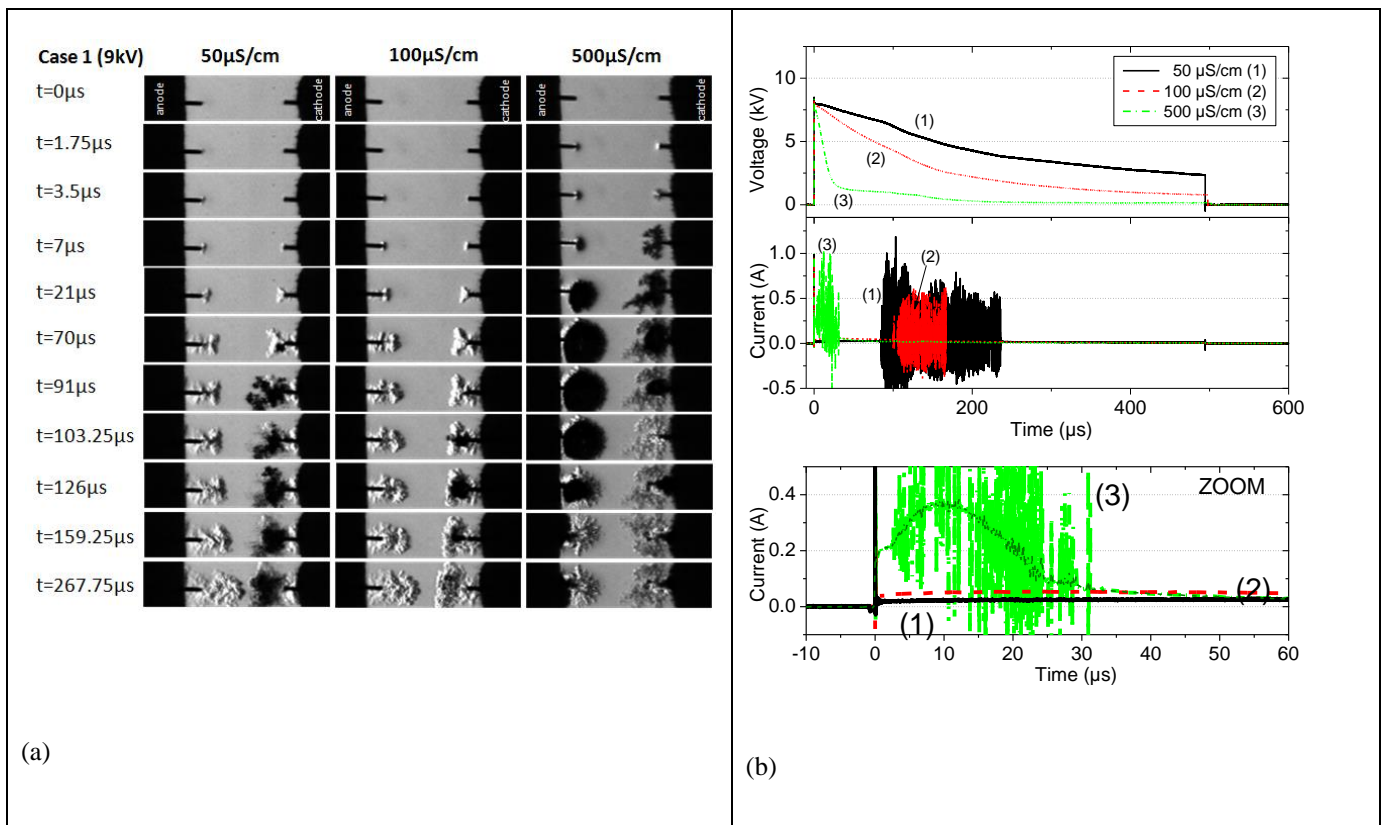 Case 1 (9kV) 50µS/cm 100µS/cm 500µS/cm
t=0µs
anode cathode anode cathode anode cathode
t=1.75µs
t=3.5µs
t=7µs
t=21µs
t=70µs
t=91µs
t=103.25µs
t=126µs
t=159.25µs
t=267.75µs
(a)
Voltage (kV)
10
5
0
50 µS/cm (1)
100 µS/cm (2)
500 µS/cm (3)
(1)
(2)
(3)
Current (A)
1.0
0.5
0.0
-0.5
(3)
(2)
(1)
0 200 400 600
Time (µs)
Current (A)
0.4
0.2
0.0
ZOOM
(3)
(2)
(1)
-10 0 10 20 30 40 50 60
Time (µs)
(b)